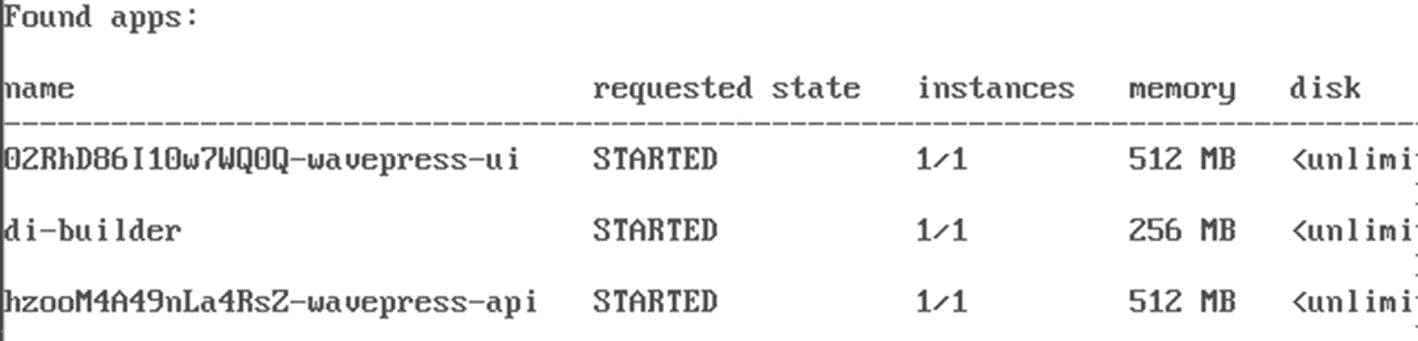 Found apps:
name requested state instances memory disk
02RhD86I10w7WQ0Q-wavepress-ui STARTED 1/1 512 MB <unlimi
di-builder STARTED 1/1 256 MB <unlimi
hzooM4A49nLa4RsZ-wavepress-api STARTED 1/1 512 MB <unlimi